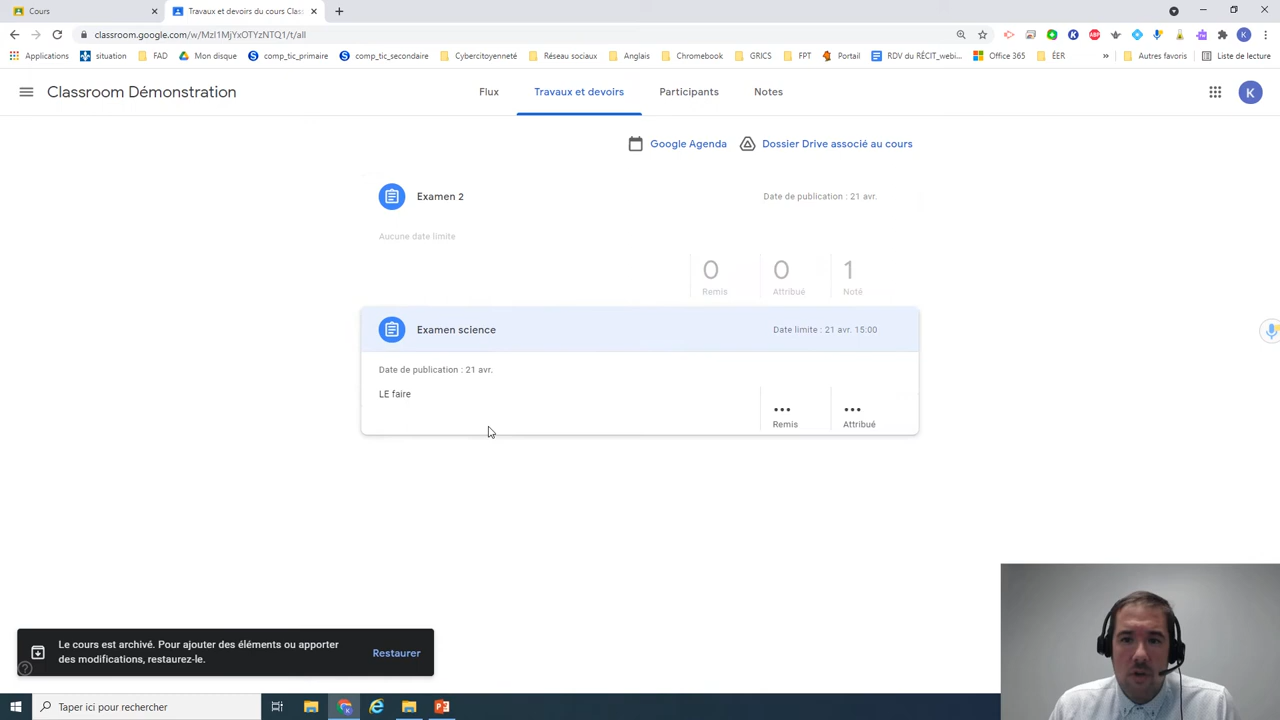 Cours
Travaux et devoirs du cours Clas
classroom.google.com/w/MzI1MjYxOTYzNTQ1/t/all
Applications
situation
FAD
Mon disque
comp_tic_primaire
comp_tic_secondaire
Cybercitoyenneté
Réseau sociaux
Anglais
Chromebook
GRICS
FPT
Portail
RDV du RÉCIT_webi...
Office 365
ÉER
»
Autres favoris
Liste de lecture
Classroom Démonstration
Flux
Travaux et devoirs
Participants
Notes
K
Google Agenda
Dossier Drive associé au cours
Examen 2
Date de publication : 21 avr.
Aucune date limite
0
Remis
0
Attribué
1
Noté
Examen science
Date limite : 21 avr. 15:00
Date de publication : 21 avr.
LE faire
...
Remis
...
Attribué
Le cours est archivé. Pour ajouter des éléments ou apporter
des modifications, restaurez-le.
Restaurer
Taper ici pour rechercher